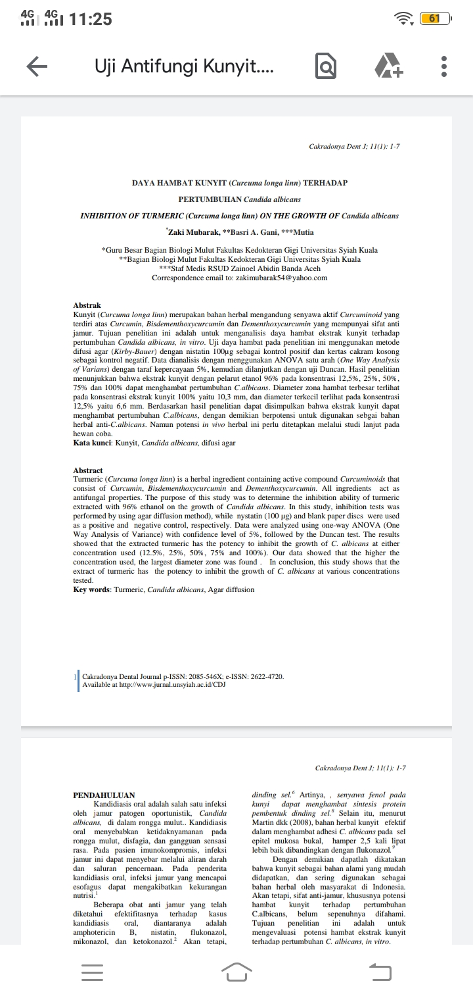 4G 4G 11:25 61
Uji Antifungi Kunyit....
Cakradonya Dent J; 11(1): 1-7
DAYA HAMBAT KUNYIT (Curcuma longa linn) TERHADAP
PERTUMBUHAN Candida albicans
INHIBITION OF TURMERIC (Curcuma longa linn) ON THE GROWTH OF Candida albicans
*Zaki Mubarak, **Basri A. Gani, ***Mutia
*Guru Besar Bagian Biologi Mulut Fakultas Kedokteran Gigi Universitas Syiah Kuala
**Bagian Biologi Mulut Fakultas Kedokteran Gigi Universitas Syiah Kuala
***Staf Medis RSUD Zainoel Abidin Banda Aceh
Correspondence email to: zakimubarak54@yahoo.com
Abstrak
Kunyit (Curcuma longa linn) merupakan bahan herbal mengandung senyawa aktif Curcuminoid yang
terdiri atas Curcumin, Bisdementhoxycurcumin dan Dementhoxycurcumin yang mempunyai sifat anti
jamur. Tujuan penelitian ini adalah untuk menganalisis daya hambat ekstrak kunyit terhadap
pertumbuhan Candida albicans, in vitro. Uji daya hambat pada penelitian ini menggunakan metode
difusi agar (Kirby-Bauer) dengan nistatin 100µg sebagai kontrol positif dan kertas cakram kosong
sebagai kontrol negatif. Data dianalisis dengan menggunakan ANOVA satu arah (One Way Analysis
of Varians) dengan taraf kepercayaan 5%, kemudian dilanjutkan dengan uji Duncan. Hasil penelitian
menunjukkan bahwa ekstrak kunyit dengan pelarut etanol 96% pada konsentrasi 12,5%, 25%, 50%,
75% dan 100% dapat menghambat pertumbuhan C.albicans. Diameter zona hambat terbesar terlihat
pada konsentrasi ekstrak kunyit 100% yaitu 10,3 mm, dan diameter terkecil terlihat pada konsentrasi
12,5% yaitu 6,6 mm. Berdasarkan hasil penelitian dapat disimpulkan bahwa ekstrak kunyit dapat
menghambat pertumbuhan C.albicans, dengan demikian berpotensi untuk digunakan sebgai bahan
herbal anti-C.albicans. Namun potensi in vivo herbal ini perlu ditetapkan melalui studi lanjut pada
hewan coba.
Kata kunci: Kunyit, Candida albicans, difusi agar
Abstract
Turmeric (Curcuma longa linn) is a herbal ingredient containing active compound Curcuminoids that
consist of Curcumin, Bisdementhoxycurcumin and Dementhoxycurcumin. All ingredients act as
antifungal properties. The purpose of this study was to determine the inhibition ability of turmeric
extracted with 96% ethanol on the growth of Candida albicans. In this study, inhibition tests was
performed by using agar diffusion method), while nystatin (100 µg) and blank paper discs were used
as a positive and negative control, respectively. Data were analyzed using one-way ANOVA (One
Way Analysis of Variance) with confidence level of 5%, followed by the Duncan test. The results
showed that the extracted turmeric has the potency to inhibit the growth of C. albicans at either
concentration used (12.5%, 25%, 50%, 75% and 100%). Our data showed that the higher the
concentration used, the largest diameter zone was found . In conclusion, this study shows that the
extract of turmeric has the potency to inhibit the growth of C. albicans at various concentrations
tested.
Key words: Turmeric, Candida albicans, Agar diffusion
1 Cakradonya Dental Journal p-ISSN: 2085-546X; e-ISSN: 2622-4720.
Available at http://www.jurnal.unsyiah.ac.id/CDJ
Cakradonya Dent J; 11(1): 1-7
PENDAHULUAN
Kandidiasis oral adalah salah satu infeksi
oleh jamur patogen oportunistik, Candida
albicans, di dalam rongga mulut.. Kandidiasis
oral menyebabkan ketidaknyamanan pada
rongga mulut, disfagia, dan gangguan sensasi
rasa. Pada pasien imunokompromis, infeksi
jamur ini dapat menyebar melalui aliran darah
dan saluran pencernaan. Pada penderita
kandidiasis oral, infeksi jamur yang mencapai
esofagus dapat mengakibatkan kekurangan
nutrisi.1
Beberapa obat anti jamur yang telah
diketahui efektifitasnya terhadap kasus
kandidiasis oral, diantaranya adalah
amphotericin B, nistatin, flukonazol,
mikonazol, dan ketokonazol.2 Akan tetapi,
dinding sel.6 Artinya, , senyawa fenol pada
kunyi dapat menghambat sintesis protein
pembentuk dinding sel.8 Selain itu, menurut
Martin dkk (2008), bahan herbal kunyit efektif
dalam menghambat adhesi C. albicans pada sel
epitel mukosa bukal, hamper 2,5 kali lipat
lebih baik dibandingkan dengan flukonazol.9
Dengan demikian dapatlah dikatakan
bahwa kunyit sebagai bahan alami yang mudah
didapatkan, dan sering digunakan sebagai
bahan herbal oleh masyarakat di Indonesia.
Akan tetapi, sifat anti-jamur, khususnya potensi
hambat kunyit terhadap pertumbuhan
C.albicans, belum sepenuhnya difahami.
Tujuan penelitian ini adalah untuk
mengevaluasi potensi hambat ekstrak kunyit
terhadap pertumbuhan C. albicans, in vitro.